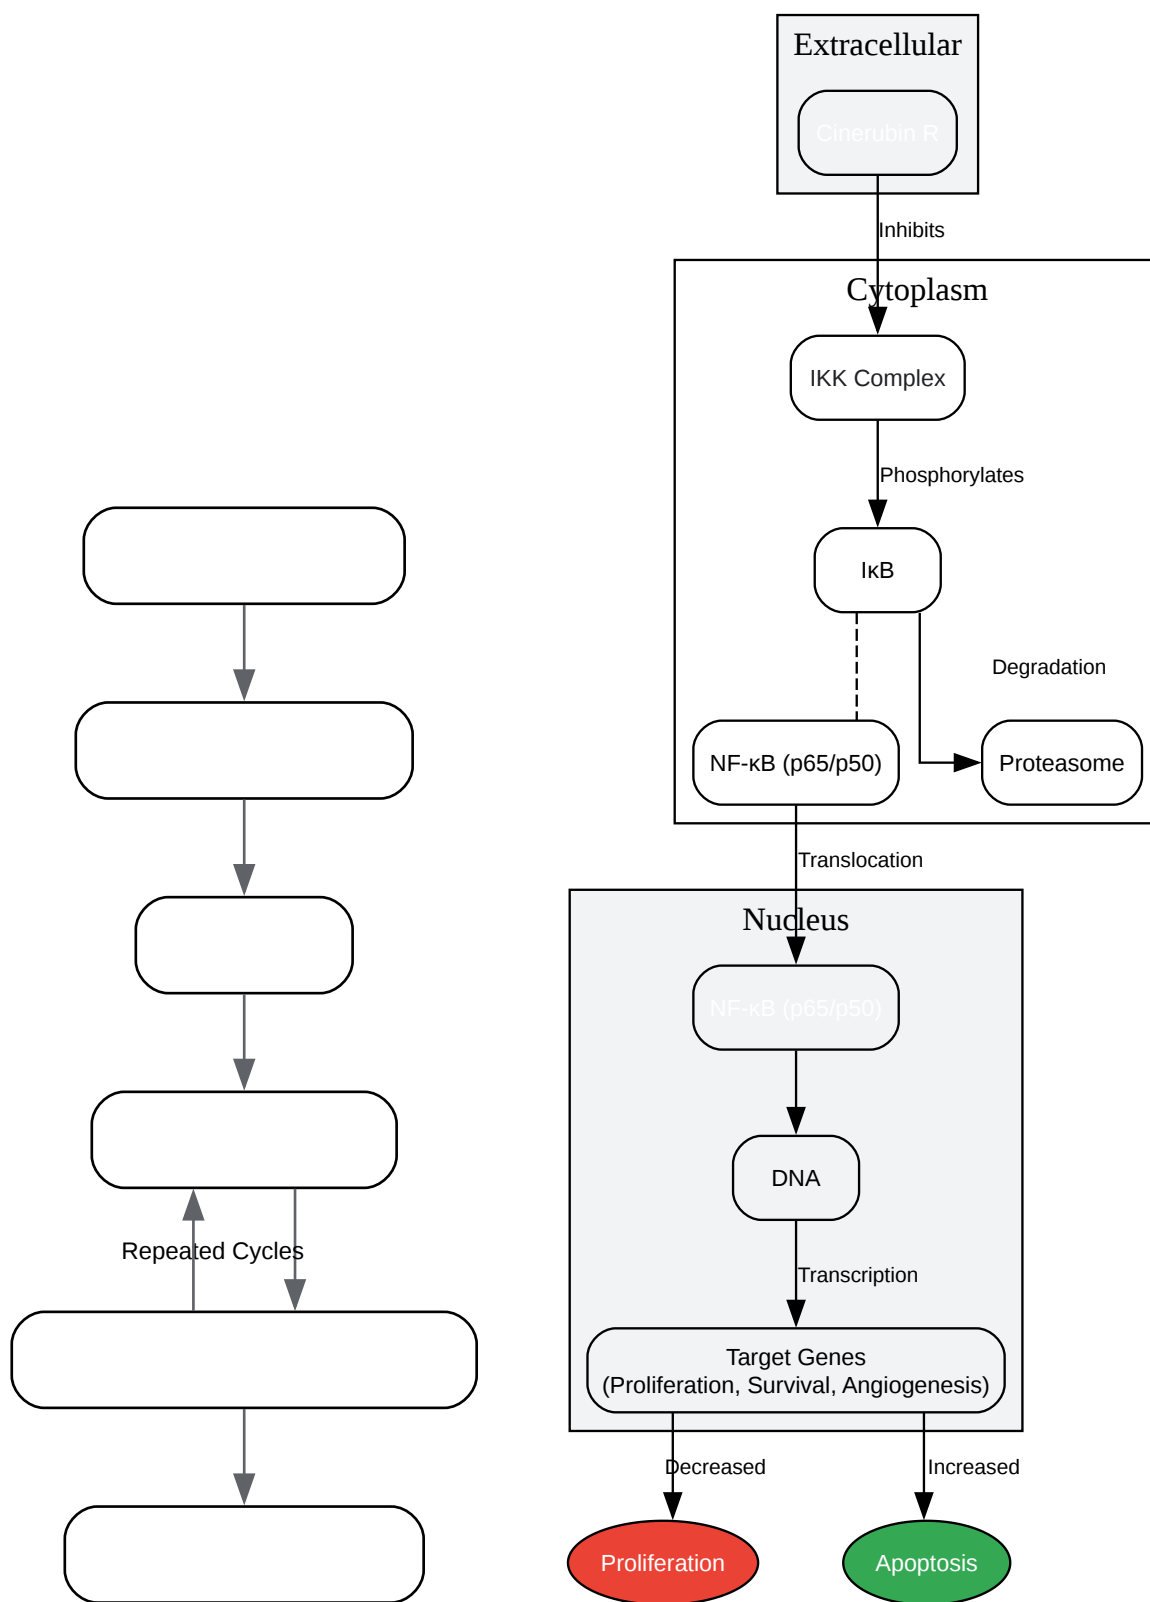 Extracellular
Cinerubin R
Inhibits
Cytoplasm
IKK Complex
Phosphorylates
IκB
Degradation
NF-κB (p65/p50)
Proteasome
Translocation
Nucleus
NF-κB (p65/p50)
DNA
Repeated Cycles
Transcription
Target Genes
(Proliferation, Survival, Angiogenesis)
Decreased
Increased
Proliferation
Apoptosis